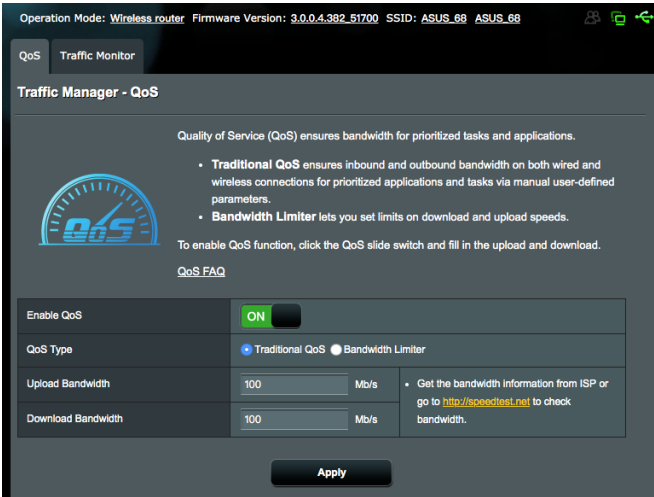 Operation Mode: Wireless router Firmware Version: 3.0.0.4.382_51700 SSID: ASUS_68 ASUS_68
QoS Traffic Monitor
Traffic Manager - QoS
Quality of Service (QoS) ensures bandwidth for prioritized tasks and applications.
• Traditional QoS ensures inbound and outbound bandwidth on both wired and
wireless connections for prioritized applications and tasks via manual user-defined
parameters.
• Bandwidth Limiter lets you set limits on download and upload speeds.
QoS
To enable QoS function, click the QoS slide switch and fill in the upload and download.
QoS FAQ
Enable QoS ON
QoS Type Traditional QoS Bandwidth Limiter
Upload Bandwidth 100 Mb/s
• Get the bandwidth information from ISP or
go to http://speedtest.net to check
bandwidth.
Download Bandwidth 100 Mb/s
Apply